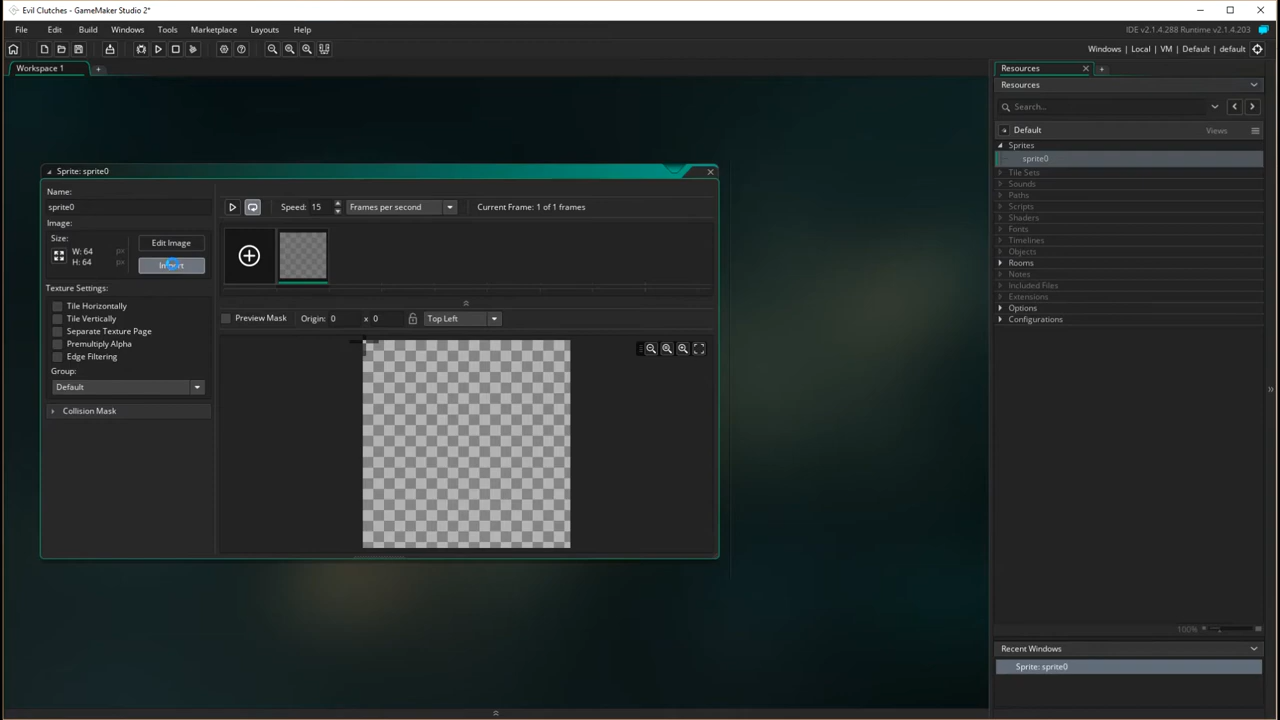 Evil Clutches - GameMaker Studio 2*
File Edit Build Windows Tools Marketplace Layouts Help
IDE v2.1.4.288 Runtime v2.1.4.203
Windows | Local | VM | Default | default
Workspace 1
Resources
Resources
Search...
Default Views
Sprites
sprite0
Tile Sets
Sounds
Paths
Scripts
Shaders
Fonts
Timelines
Objects
Rooms
Notes
Included Files
Extensions
Options
Configurations
100%
Recent Windows
Sprite: sprite0
Sprite: sprite0
Name:
sprite0
Image:
Size:
W: 64 px
H: 64 px
Edit Image
Import
Texture Settings:
Tile Horizontally
Tile Vertically
Separate Texture Page
Premultiply Alpha
Edge Filtering
Group:
Default
Collision Mask
Speed: 15 Frames per second Current Frame: 1 of 1 frames
Preview Mask Origin: 0 x 0 Top Left